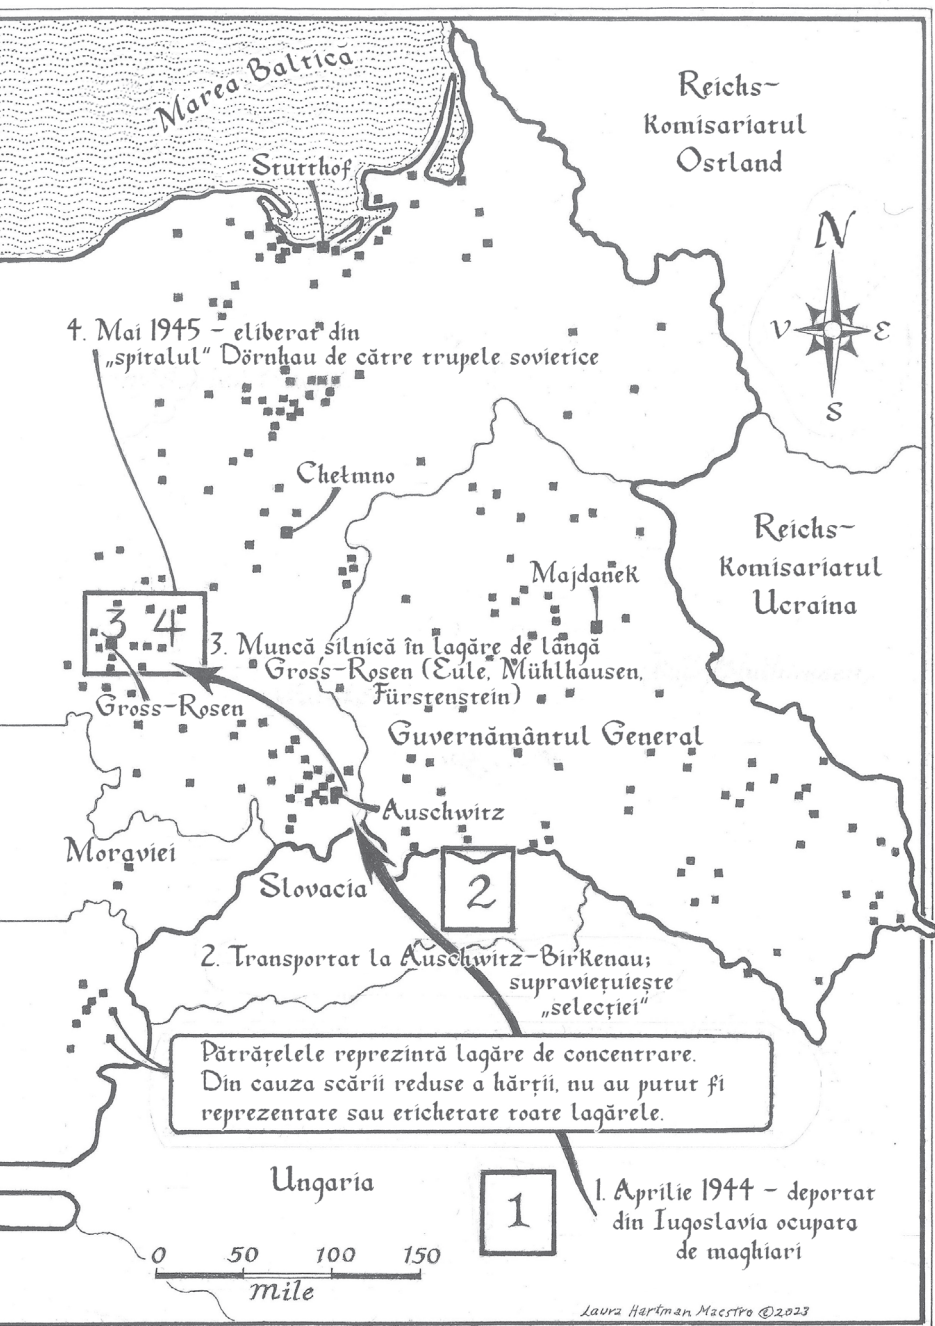 Marea Baltică
Reichs-
Komisariatul
Ostland
Stutthof
N
V E
S
4. Mai 1945 – eliberat din
„spitalul“ Dörnhau de către trupele sovietice
Chełmno
Reichs-
Komisariatul
Ucraina
Majdanek
3 4
3. Muncă silnică în lagăre de lângă
Gross-Rosen (Eule, Mühlhausen,
Fürstenstein)
Gross-Rosen
Guvernământul General
Auschwitz
Moraviei
Slovacia
2
2. Transportat la Auschwitz-Birkenau;
supraviețuiește
„selecției“
Pătrățelele reprezintă lagăre de concentrare.
Din cauza scării reduse a hărții, nu au putut fi
reprezentate sau etichetate toate lagărele.
Ungaria
1
1. Aprilie 1944 – deportat
din Iugoslavia ocupata
de maghiari
0 50 100 150
mile
Laura Hartman Maestro ©2023